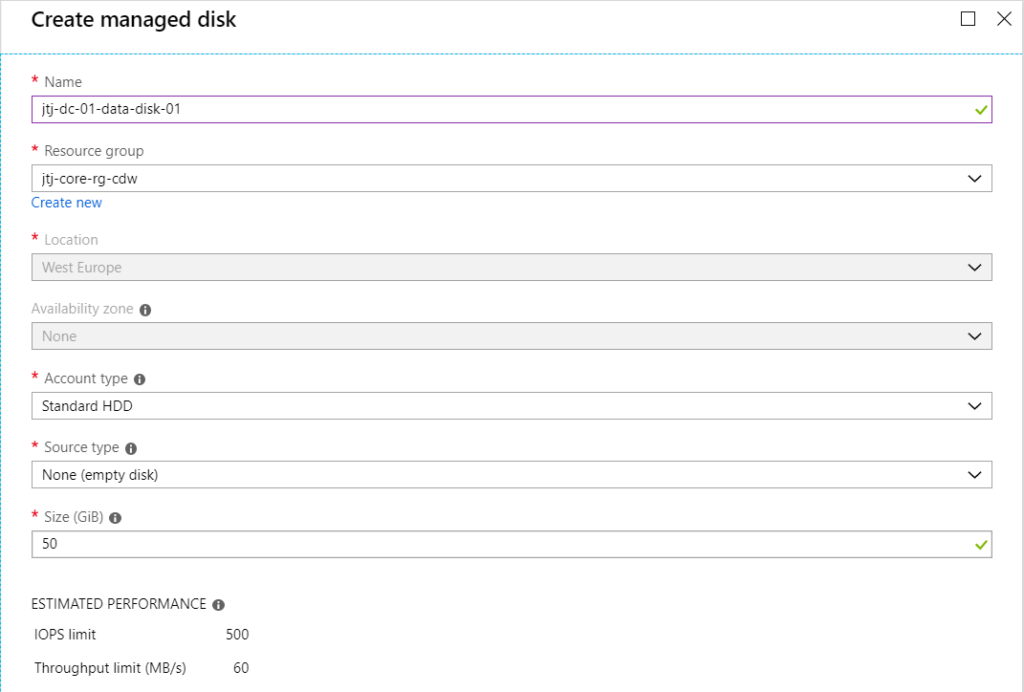 Create managed disk
* Name
jtj-dc-01-data-disk-01
* Resource group
jtj-core-rg-cdw
Create new
* Location
West Europe
Availability zone
None
* Account type
Standard HDD
* Source type
None (empty disk)
* Size (GiB)
50
ESTIMATED PERFORMANCE
IOPS limit 500
Throughput limit (MB/s) 60